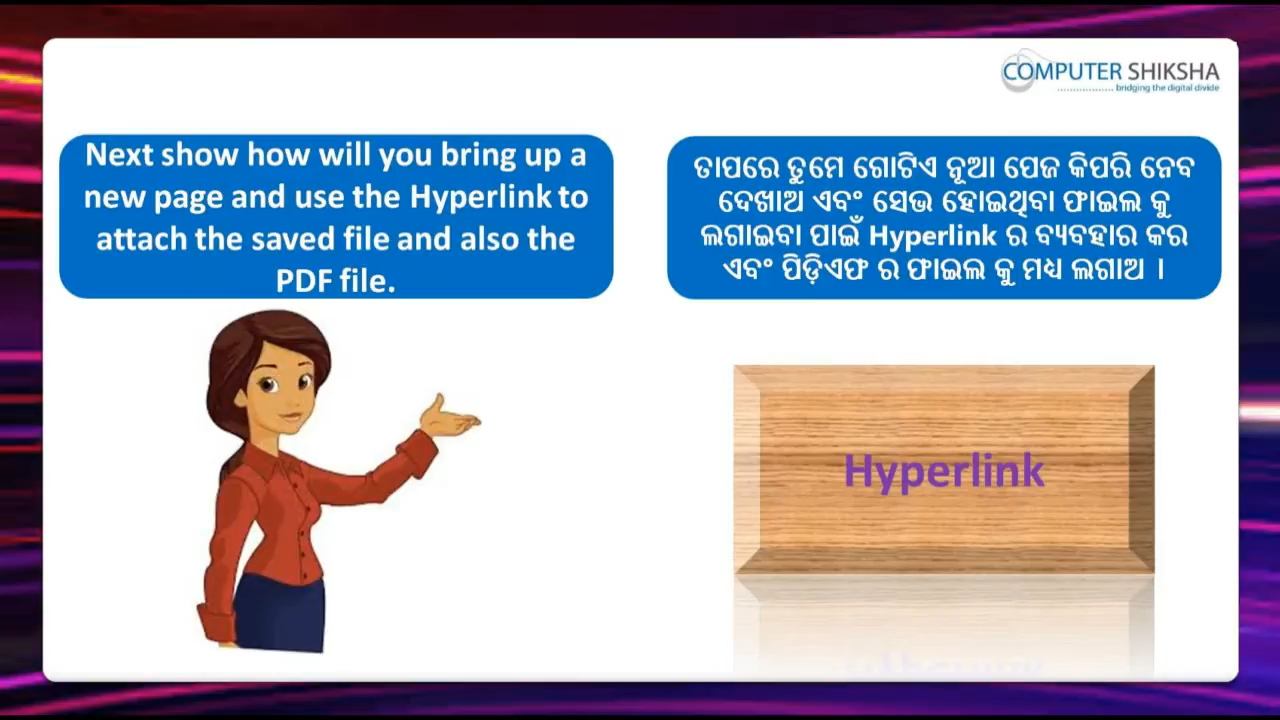 COMPUTER SHIKSHA
bridging the digital divide
Next show how will you bring up a
new page and use the Hyperlink to
attach the saved file and also the
PDF file.
ତାପରେ ତୁମେ ଗୋଟିଏ ନୂଆ ପେଜ କିପରି ନେବ
ଦେଖାଅ ଏବଂ ସେଭ ହୋଇଥିବା ଫାଇଲ କୁ
ଲଗାଇବା ପାଇଁ Hyperlink ର ବ୍ୟବହାର କର
ଏବଂ ପିଡ଼ିଏଫ ର ଫାଇଲ କୁ ମଧ୍ୟ ଲଗାଅ ।
Hyperlink